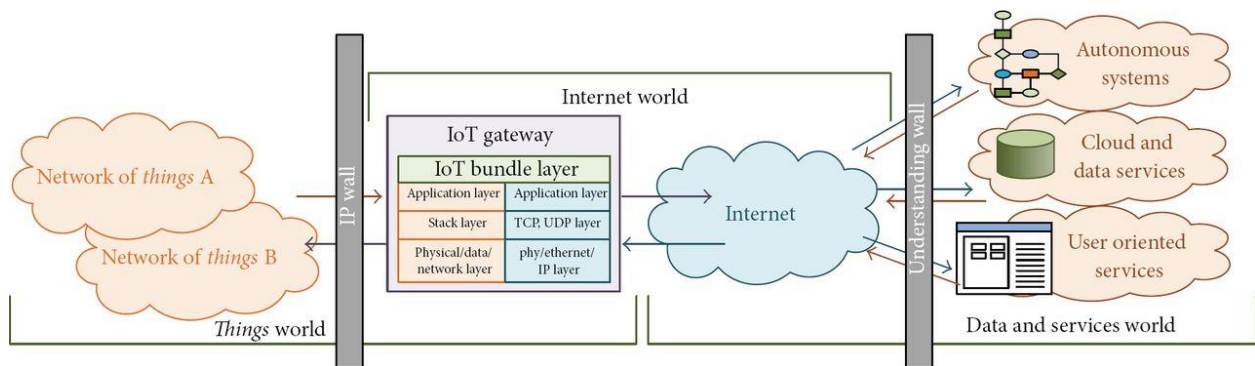 Network of things A
Network of things B
Things world
IP wall
Internet world
IoT gateway
IoT bundle layer
Application layer
Application layer
Stack layer
TCP, UDP layer
Physical/data/
network layer
phy/ethernet/
IP layer
Internet
Understanding wall
Autonomous
systems
Cloud and
data services
User oriented
services
Data and services world